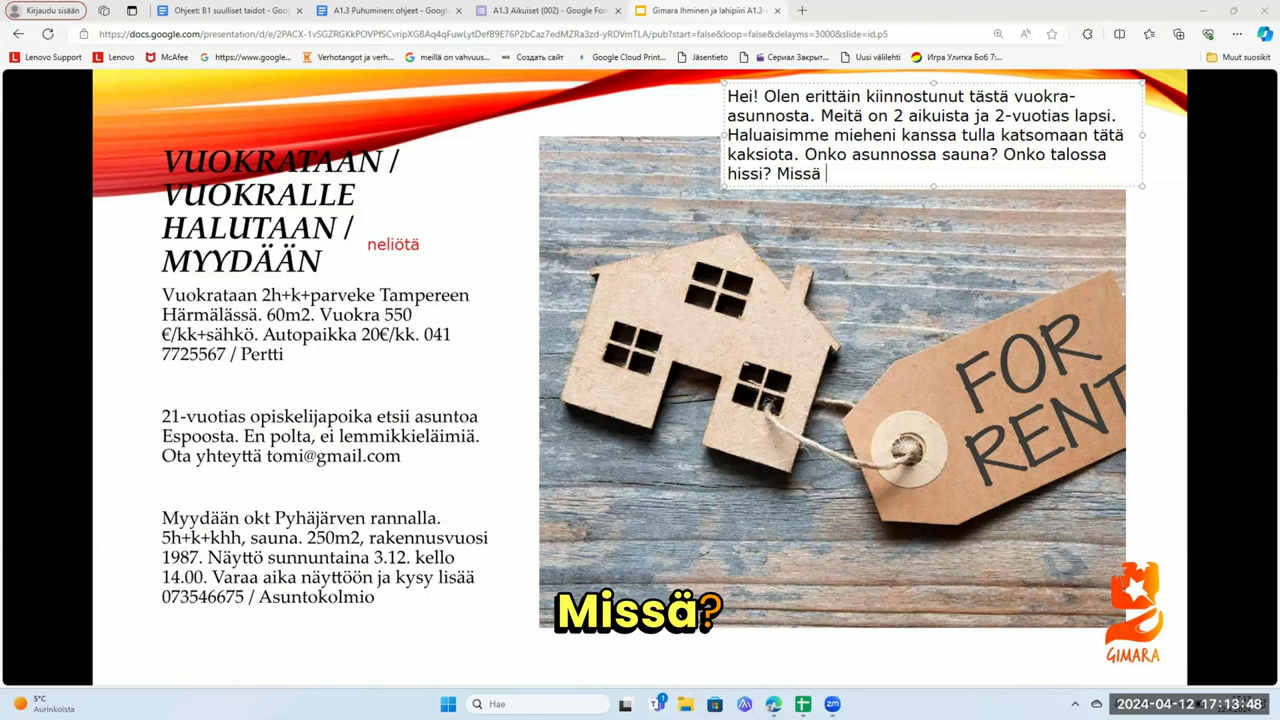 Kirjaudu sisään
Ohjeet: B1 suulliset taidot - Goog
A1.3 Puhuminen: ohjeet - Google
A1.3 Aikuiset (002) - Google Form
Gimara Ihminen ja lahipiiri A1.3
https://docs.google.com/presentation/d/e/2PACX-1vSGZRGKkPOVPfSCvripXGBAq4qFuwLytDefB9E76P2bCaz7edMZRa3zd-yRDVmTLA/pub?start=false&loop=false&delayms=3000&slide=id.p5
Lenovo Support
Lenovo
McAfee
https://www.google...
Verhotangot ja verh...
meillä on vahvuus...
Создать сайт
Google Cloud Print...
Jäsentieto
Сериал Закрыт...
Uusi välilehti
Игра Улитка Боб 7:...
Muut suosikit
Hei! Olen erittäin kiinnostunut tästä vuokra-
asunnosta. Meitä on 2 aikuista ja 2-vuotias lapsi.
Haluaisimme mieheni kanssa tulla katsomaan tätä
kaksiota. Onko asunnossa sauna? Onko talossa
hissi? Missä
VUOKRATAAN /
VUOKRALLE
HALUTAAN /
MYYDÄÄN
neliötä
Vuokrataan 2h+k+parveke Tampereen
Härmälässä. 60m2. Vuokra 550
€/kk+sähkö. Autopaikka 20€/kk. 041
7725567 / Pertti
21-vuotias opiskelijapoika etsii asuntoa
Espoosta. En polta, ei lemmikkieläimiä.
Ota yhteyttä tomi@gmail.com
Myydään okt Pyhäjärven rannalla.
5h+k+khh, sauna. 250m2, rakennusvuosi
1987. Näyttö sunnuntaina 3.12. kello
14.00. Varaa aika näyttöön ja kysy lisää
073546675 / Asuntokolmio
FOR
RENT
Missä?
GIMARA
5°C
Aurinkoista
Hae
2024-04-12 17:13:48